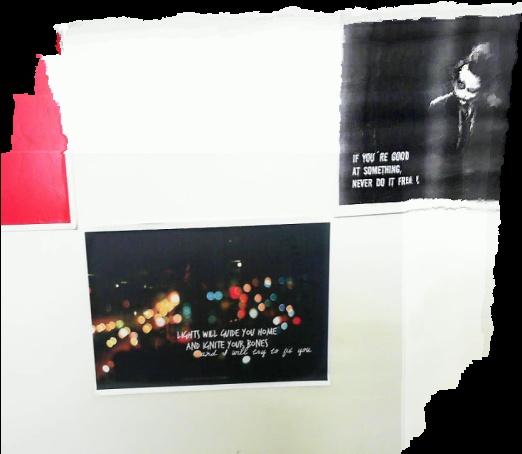 IF YOU'RE GOOD
AT SOMETHING,
NEVER DO IT FREE
LIGHTS WILL GUIDE YOU HOME
AND IGNITE YOUR BONES
and I will try to fix you